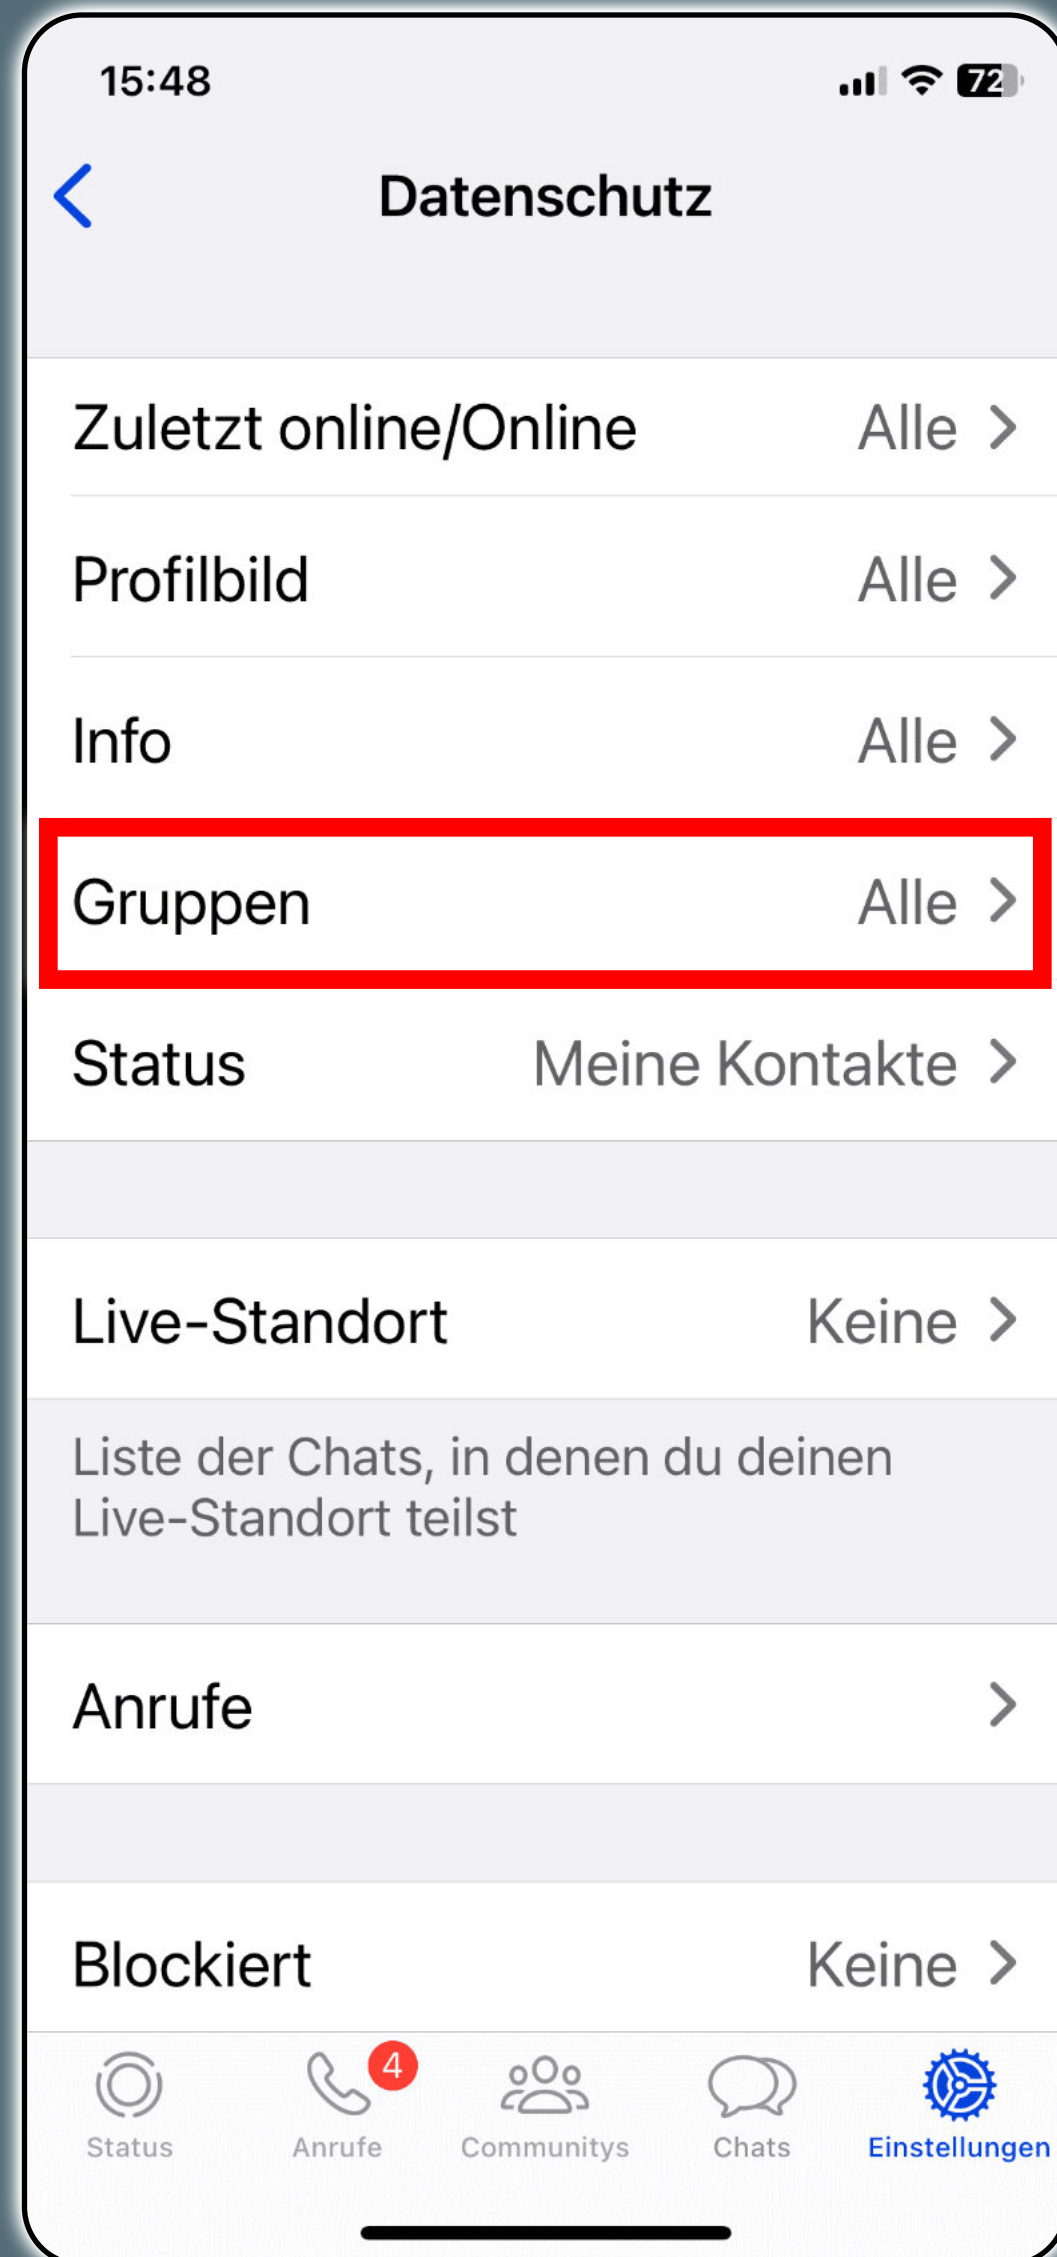 15:48
72
Datenschutz
Zuletzt online/Online Alle
Profilbild Alle
Info Alle
Gruppen Alle
Status Meine Kontakte
Live-Standort Keine
Liste der Chats, in denen du deinen
Live-Standort teilst
Anrufe
Blockiert Keine
4
Status Anrufe Communitys Chats Einstellungen